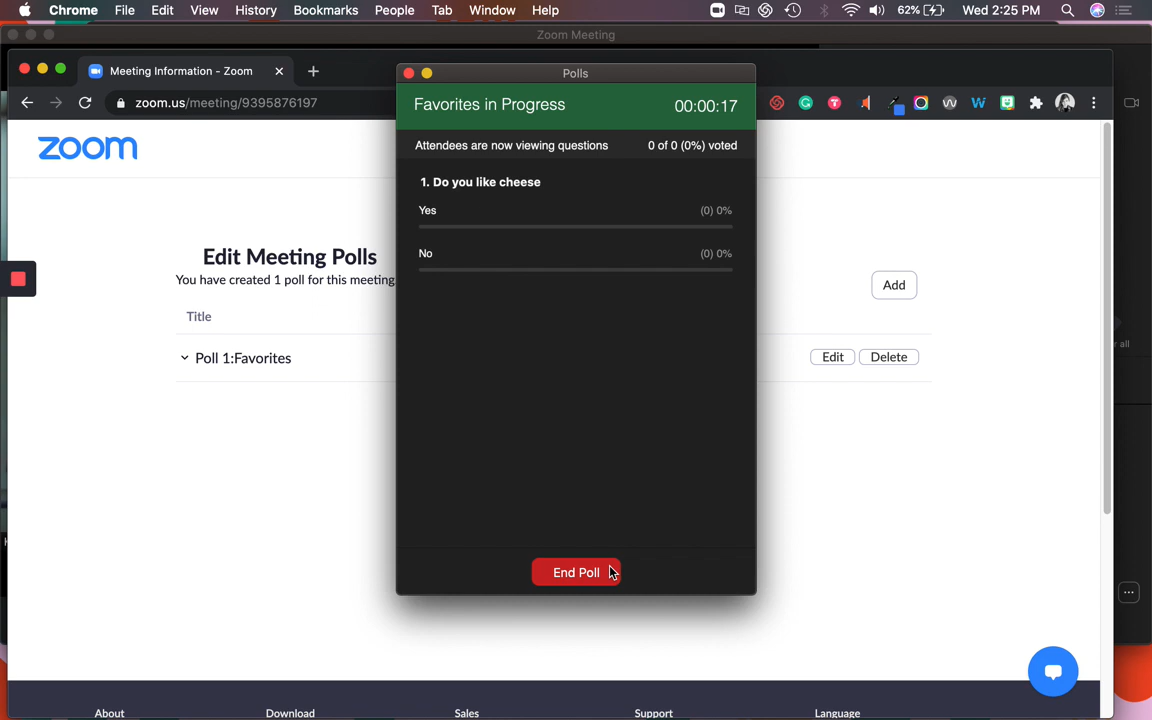 Chrome File Edit View History Bookmarks People Tab Window Help 62% Wed 2:25 PM
Zoom Meeting
Meeting Information - Zoom
zoom.us/meeting/9395876197
zoom
Edit Meeting Polls
You have created 1 poll for this meeting
Add
Title
Poll 1:Favorites
Edit Delete
Polls
Favorites in Progress 00:00:17
Attendees are now viewing questions 0 of 0 (0%) voted
1. Do you like cheese
Yes (0) 0%
No (0) 0%
End Poll
all
About Download Sales Support Language